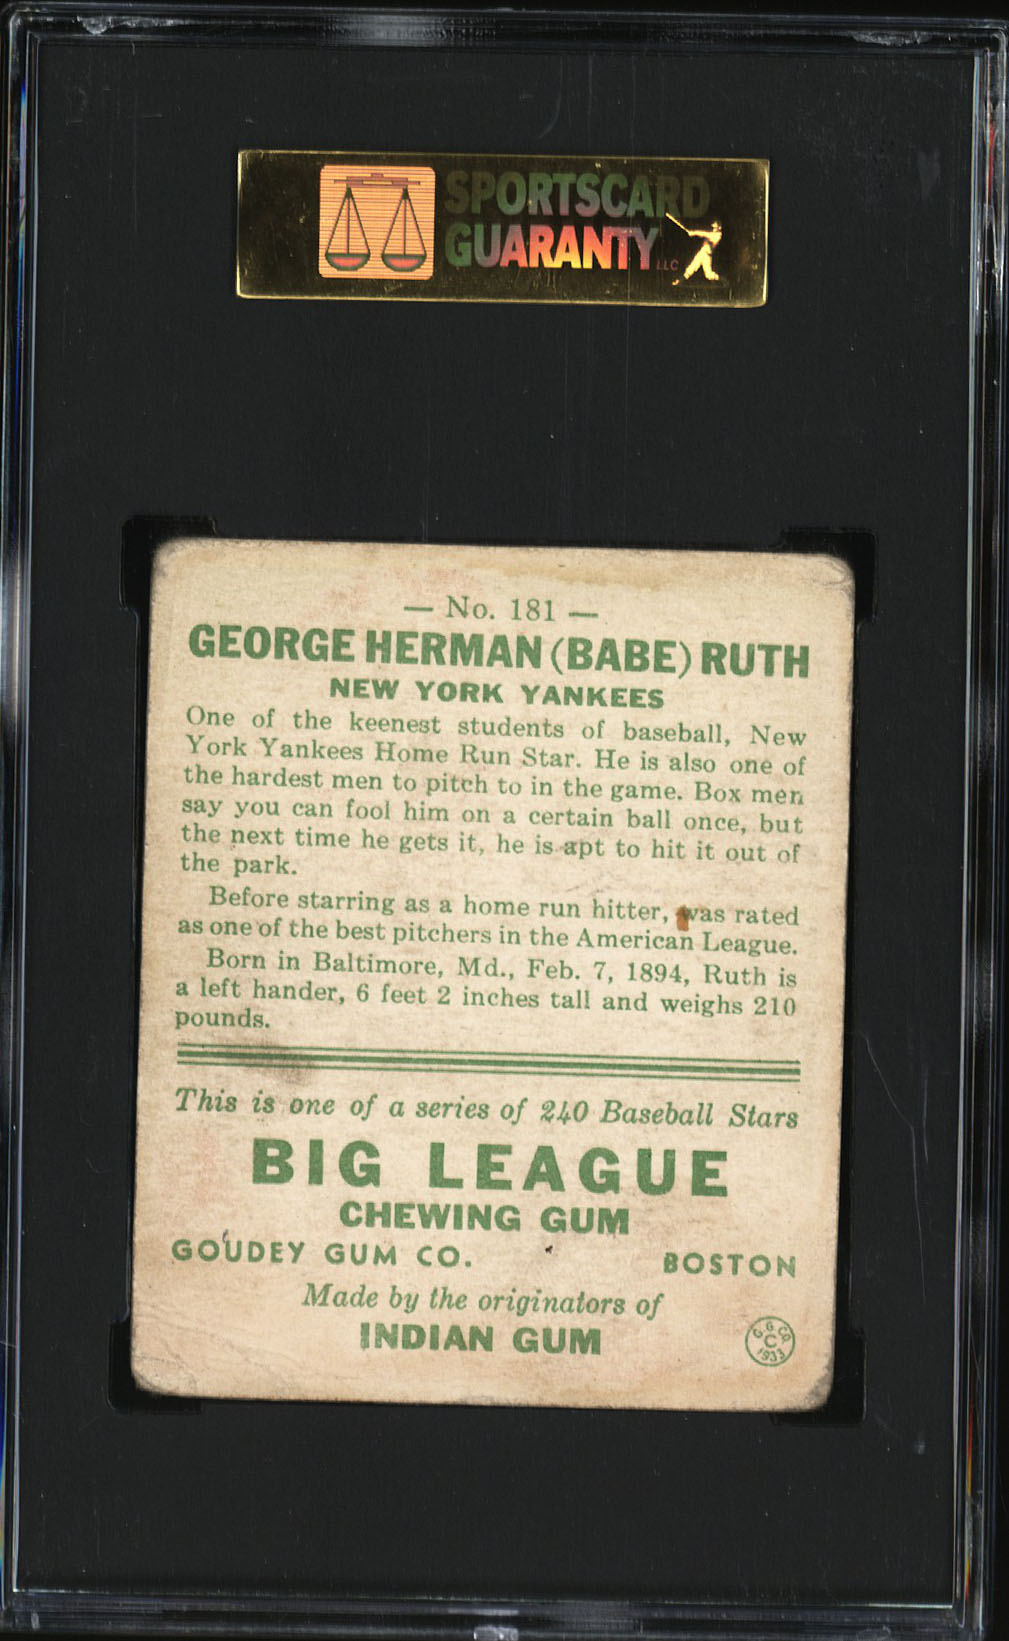 SPORTSCARD
GUARANTY LLC
— No. 181 —
GEORGE HERMAN (BABE) RUTH
NEW YORK YANKEES
One of the keenest students of baseball, New
York Yankees Home Run Star. He is also one of
the hardest men to pitch to in the game. Box men
say you can fool him on a certain ball once, but
the next time he gets it, he is apt to hit it out of
the park.
Before starring as a home run hitter, was rated
as one of the best pitchers in the American League.
Born in Baltimore, Md., Feb. 7, 1894, Ruth is
a left hander, 6 feet 2 inches tall and weighs 210
pounds.
This is one of a series of 240 Baseball Stars
BIG LEAGUE
CHEWING GUM
GOUDEY GUM CO. BOSTON
Made by the originators of
INDIAN GUM
G. G. CO.
C
1933